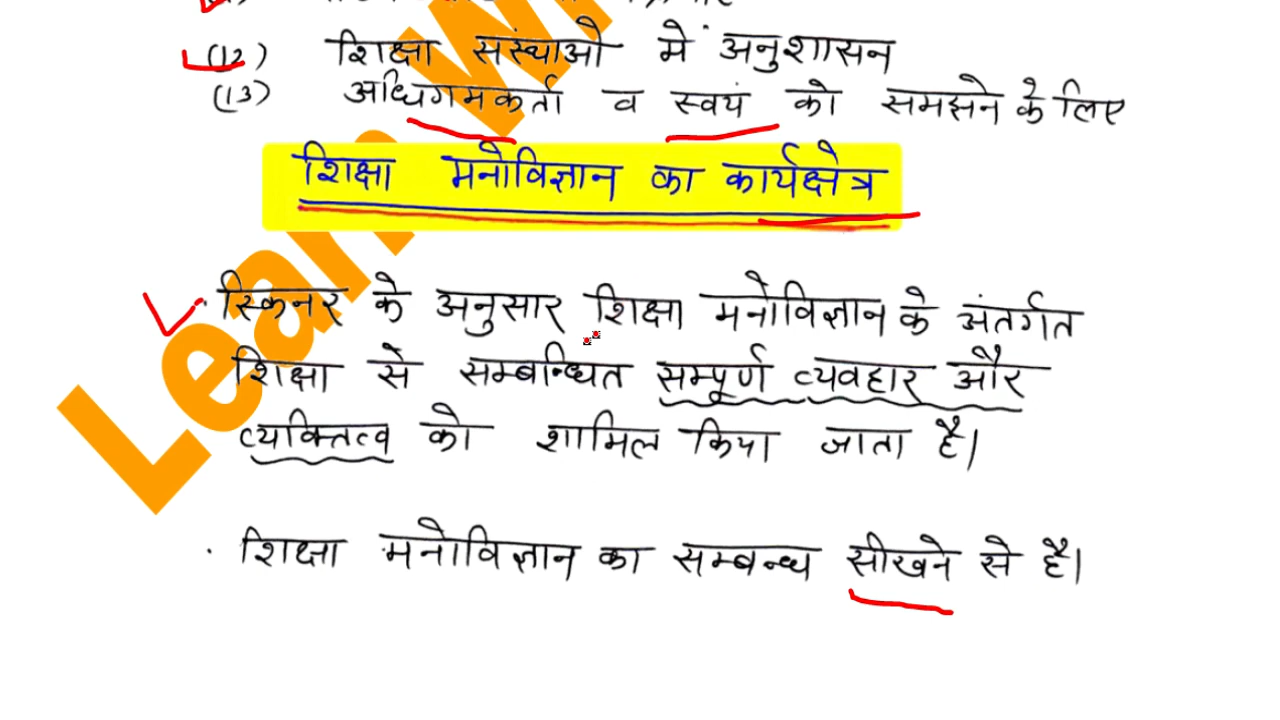 (12) शिक्षा संस्थाओ में अनुशासन
(13) अधिगमकर्ता व स्वयं को समझने के लिए
शिक्षा मनोविज्ञान का कार्यक्षेत्र
. स्किनर के अनुसार शिक्षा मनोविज्ञान के अंतर्गत
शिक्षा से सम्बन्धित सम्पूर्ण व्यवहार और
व्यक्तित्व को शामिल किया जाता है।
. शिक्षा मनोविज्ञान का सम्बन्ध सीखने से है।
Learn